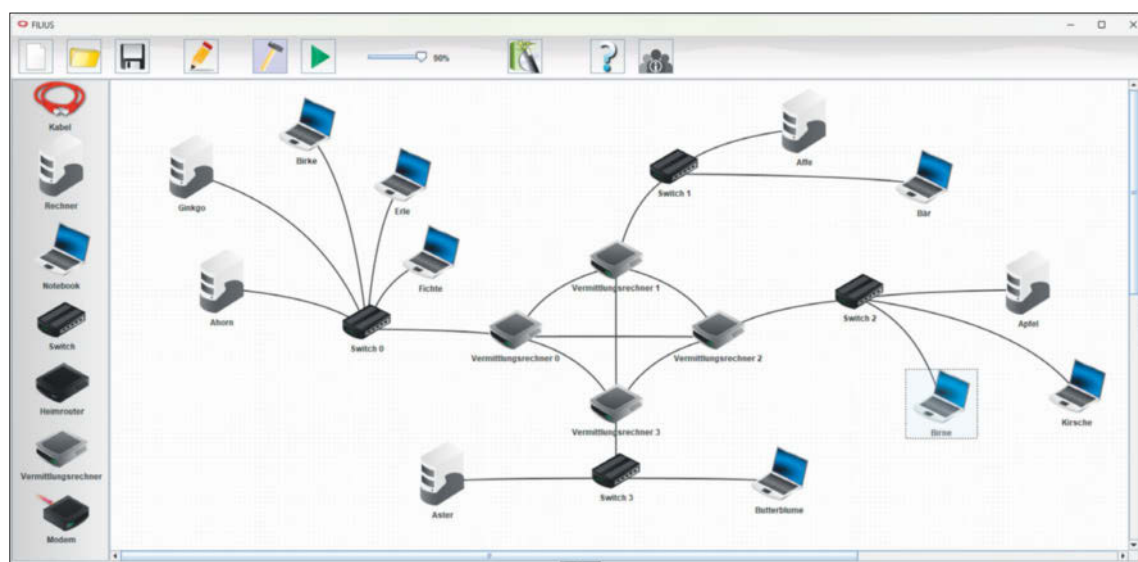 FILIUS
90%
Kabel
Rechner
Notebook
Switch
Heimrouter
Vermittlungsrechner
Modem
Birke
Ginkgo
Erle
Fichte
Ahorn
Switch 0
Affe
Switch 1
Bär
Vermittlungsrechner 1
Vermittlungsrechner 0
Vermittlungsrechner 2
Switch 2
Apfel
Birne
Kirsche
Vermittlungsrechner 3
Switch 3
Aster
Butterblume